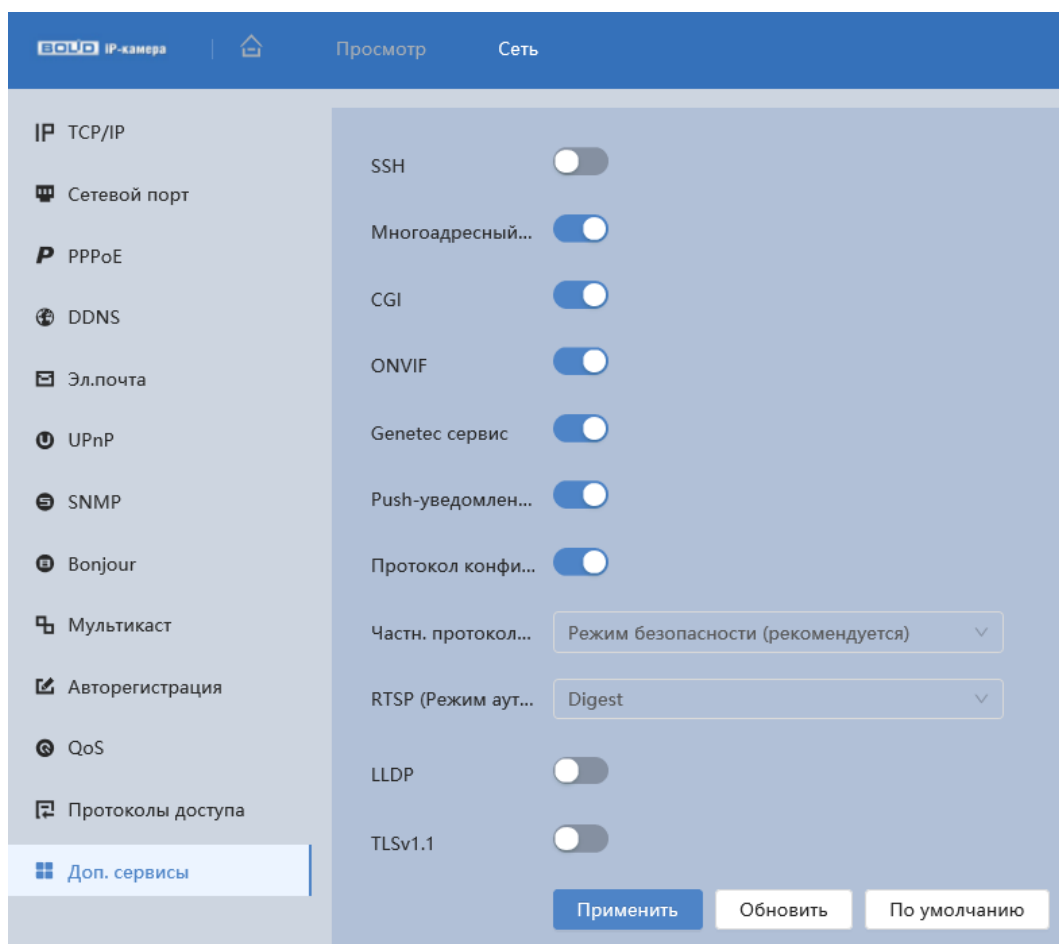 BOLID IP-камера
Просмотр Сеть
IP TCP/IP
Сетевой порт
P PPPoE
DDNS
Эл.почта
UPnP
SNMP
Bonjour
Мультикаст
Авторегистрация
QoS
Протоколы доступа
Доп. сервисы
SSH
Многоадресный...
CGI
ONVIF
Genetec сервис
Push-уведомлен...
Протокол конфи...
Частн. протокол... Режим безопасности (рекомендуется)
RTSP (Режим аут... Digest
LLDP
TLSv1.1
Применить Обновить По умолчанию